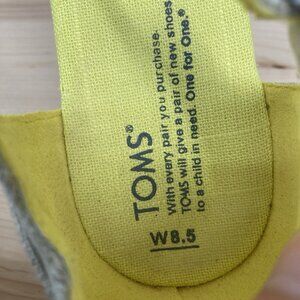 TOMS®
With every pair you purchase,
TOMS will give a pair of new shoes
to a child in need. One for One.
W8.5